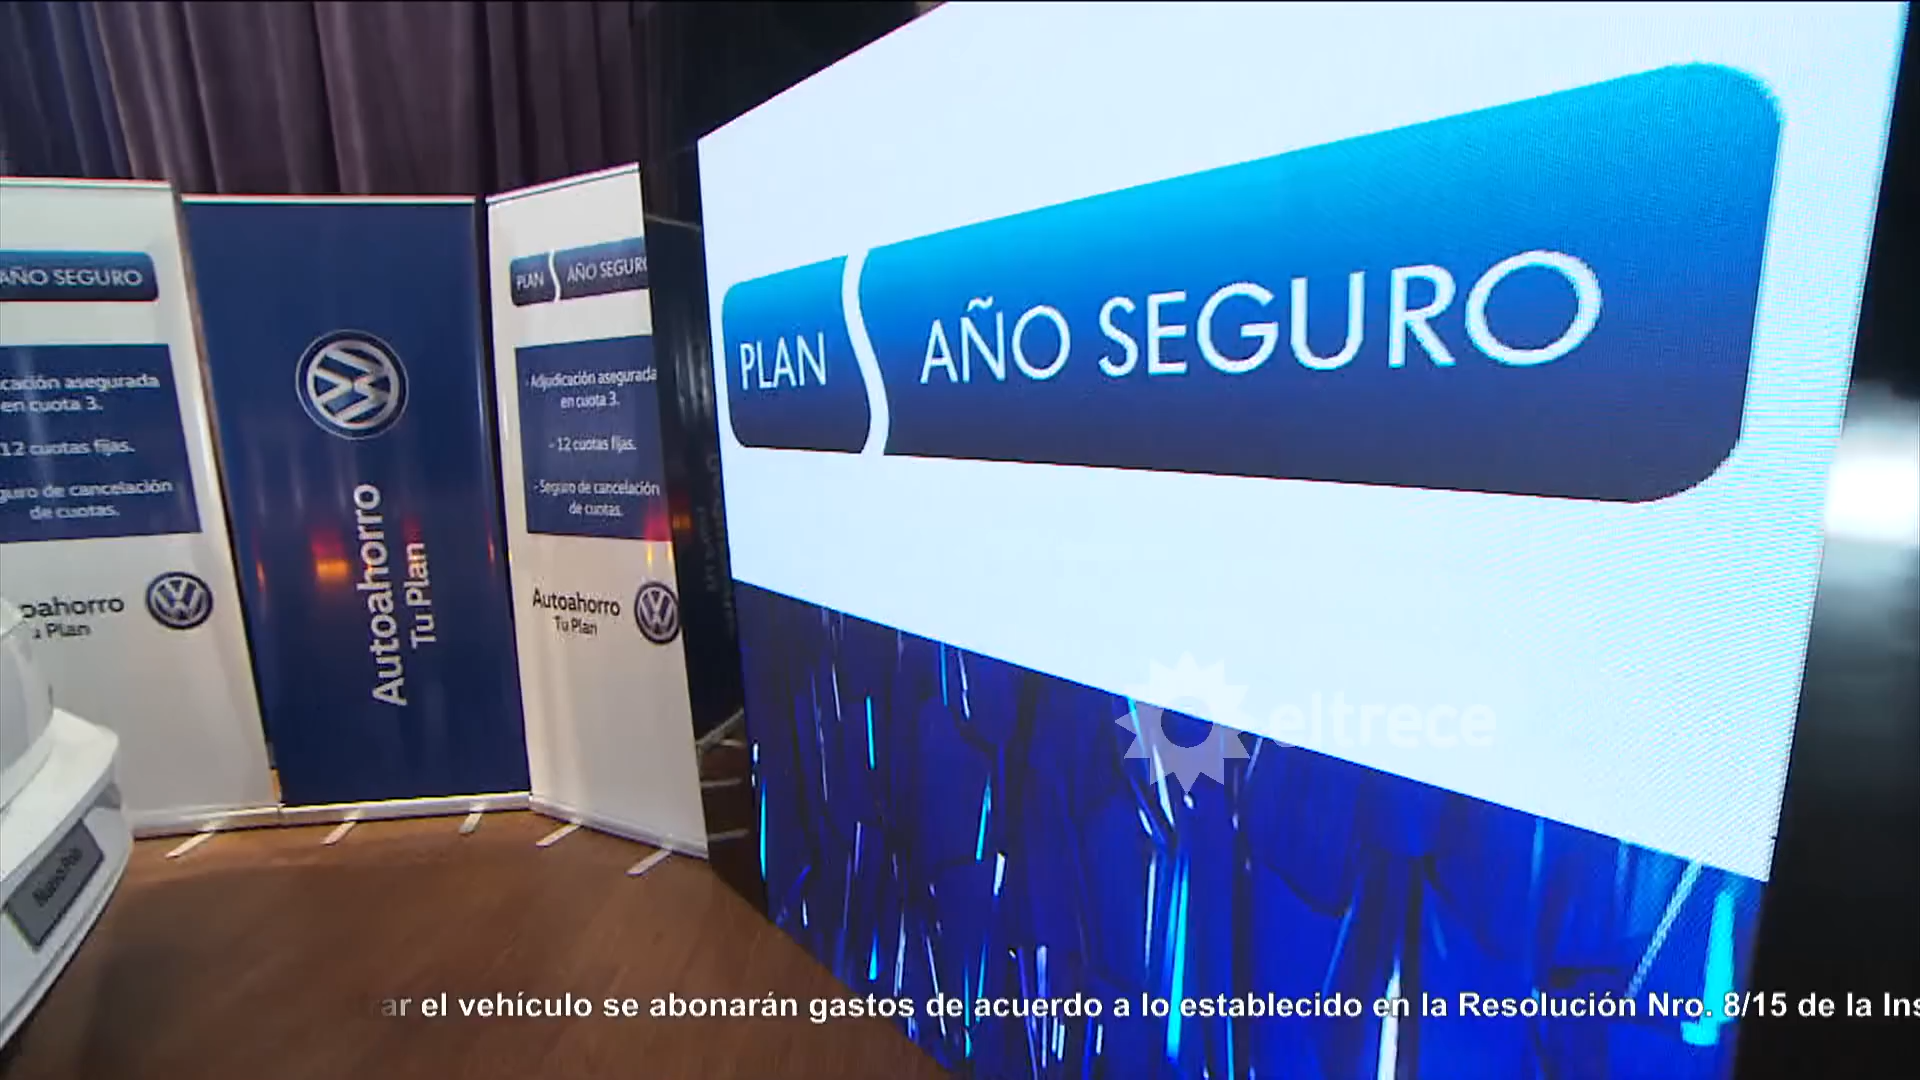 AÑO SEGURO
cación asegurada
en cuota 3.
12 cuotas fijas.
guro de cancelación
de cuotas.
oahorro
u Plan
Autoahorro
Tu Plan
PLAN AÑO SEGURO
- Adjudicación asegurada
en cuota 3.
- 12 cuotas fijas.
- Seguro de cancelación
de cuotas.
Autoahorro
Tu Plan
PLAN AÑO SEGURO
eltrece
rar el vehículo se abonarán gastos de acuerdo a lo establecido en la Resolución Nro. 8/15 de la Ins